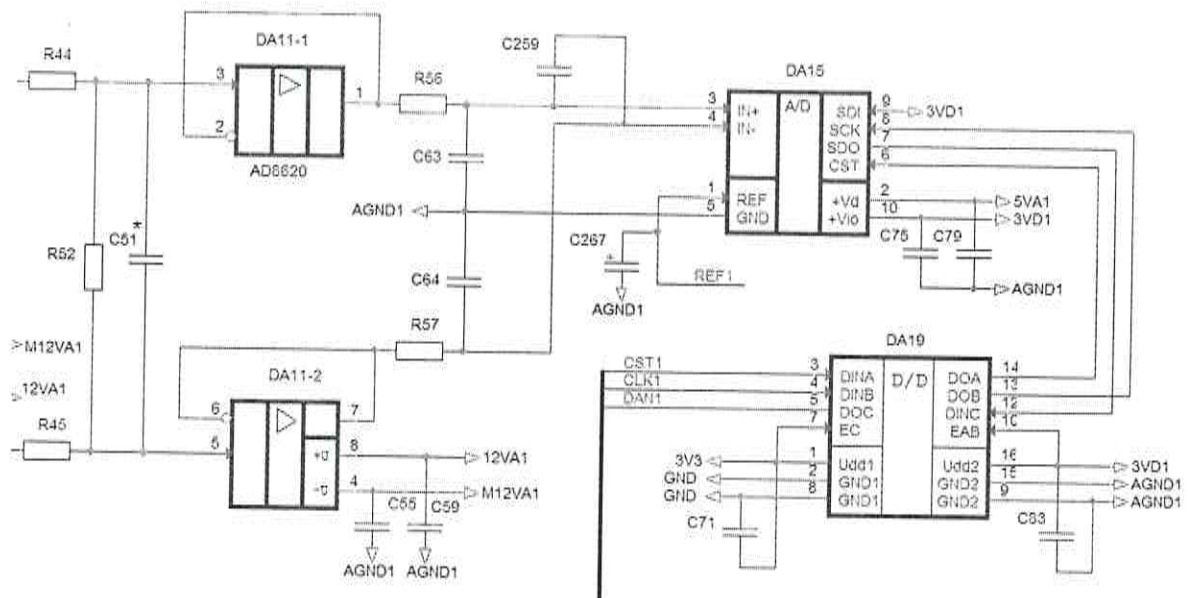 R44
DA11-1
3
1
2
AD8620
R56
C259
C63
AGND1
C64
R57
R52
C51
*
M12VA1
12VA1
R45
DA11-2
6
7
5
+U
8
12VA1
-U
4
M12VA1
C55
C59
AGND1
AGND1
DA15
3
IN+
A/D
SDI
9
3VD1
4
IN-
SCK
8
SDO
7
CST
6
1
REF
+Vd
2
5VA1
5
GND
+Vio
10
3VD1
C267
+
REF1
AGND1
C75
C79
AGND1
DA19
CST1
3
DINA
D/D
DOA
14
CLK1
4
DINB
DOB
13
DAN1
5
DOC
DINC
12
7
EC
EAB
10
3V3
1
Udd1
Udd2
16
3VD1
GND
2
GND1
GND2
15
AGND1
GND
8
GND1
GND2
9
AGND1
C71
C83